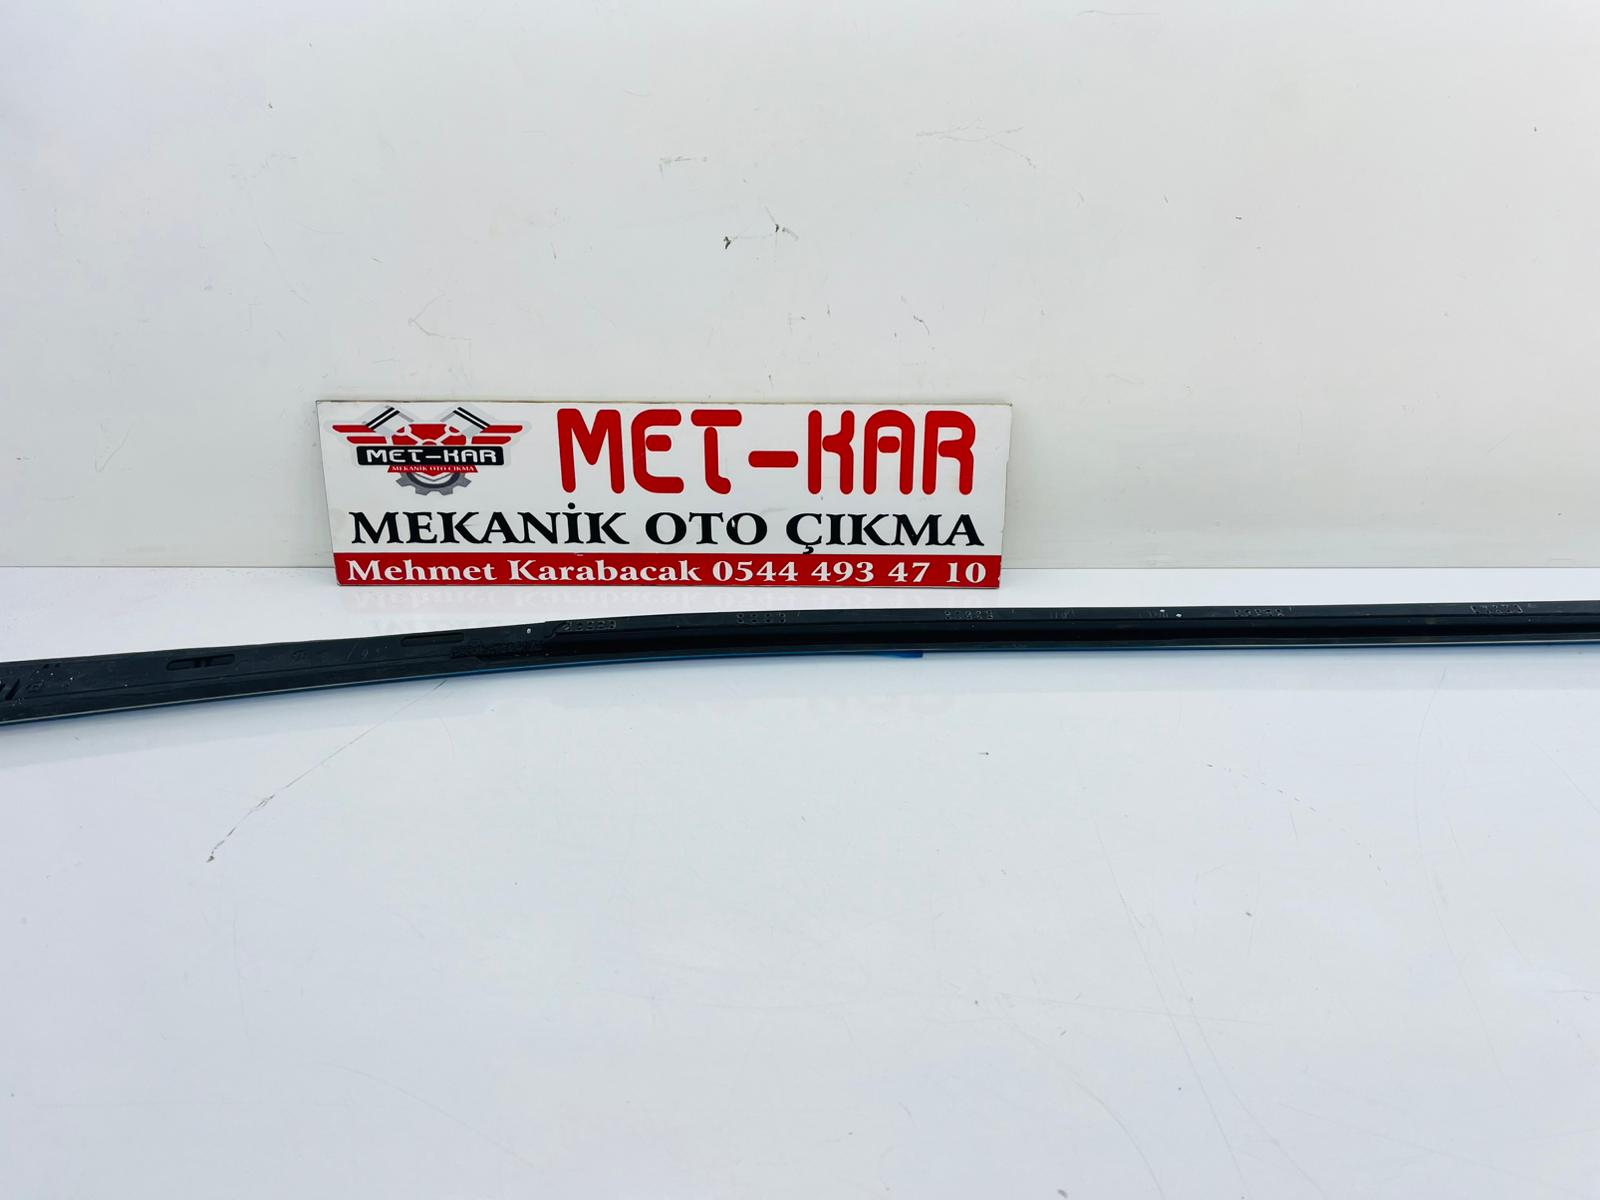 MET-KAR
MEKANİK OTO ÇIKMA
MET-KAR
MEKANİK OTO ÇIKMA
Mehmet Karabacak 0544 493 47 10